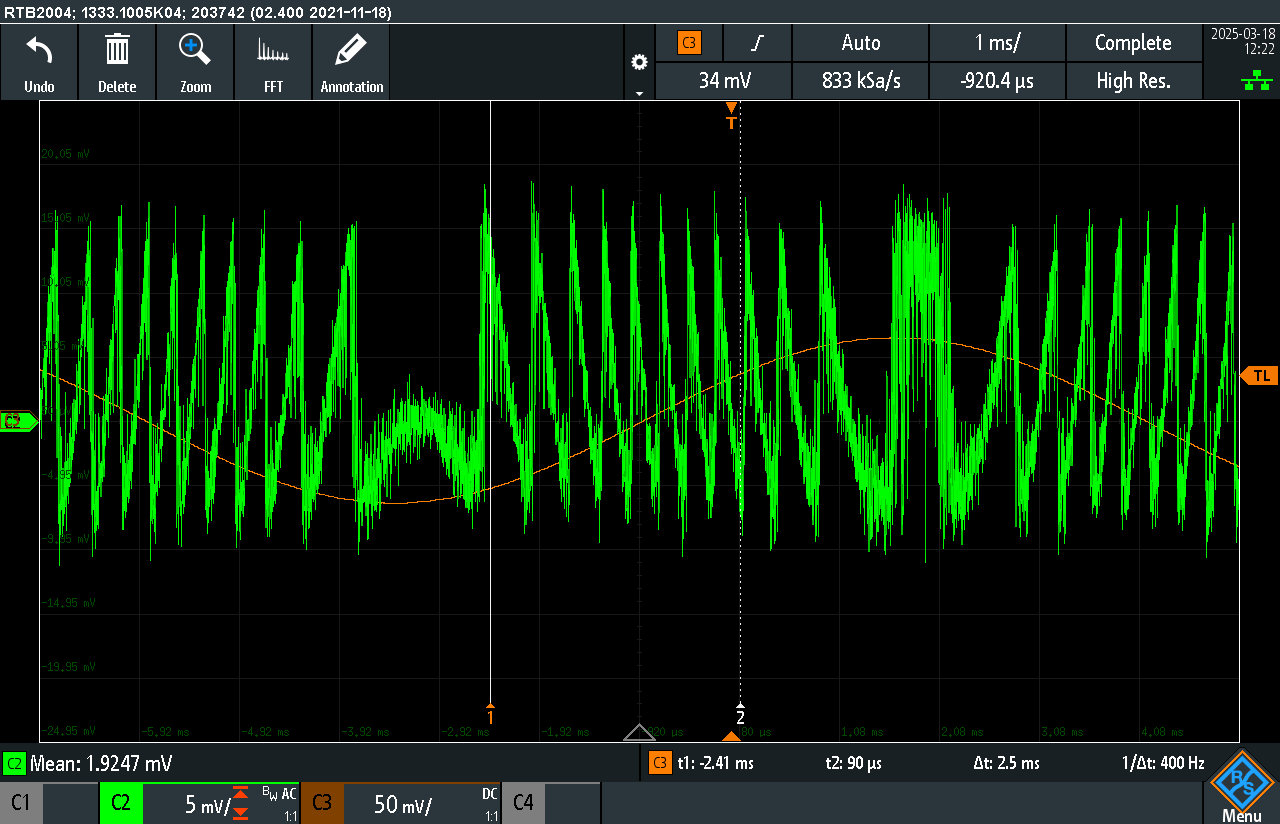 RTB2004; 1333.1005K04; 203742 (02.400 2021-11-18)
Undo Delete Zoom FFT Annotation
C3 Auto 1 ms/ Complete
34 mV 833 kSa/s -920.4 µs High Res.
2025-03-18
12:22
T
20.05 mV
15.05 mV
10.05 mV
TL
C2
-4.95 mV
-9.95 mV
-14.95 mV
-19.95 mV
-24.95 mV
1 2
-5.92 ms -4.92 ms -3.92 ms -2.92 ms -1.92 ms 80 µs 1.08 ms 2.08 ms 3.08 ms 4.08 ms
C2 Mean: 1.9247 mV
C3 t1: -2.41 ms t2: 90 µs Δt: 2.5 ms 1/Δt: 400 Hz
C1 C2 5 mV/ BW AC 1:1 C3 50 mV/ DC 1:1 C4
R S
Menu